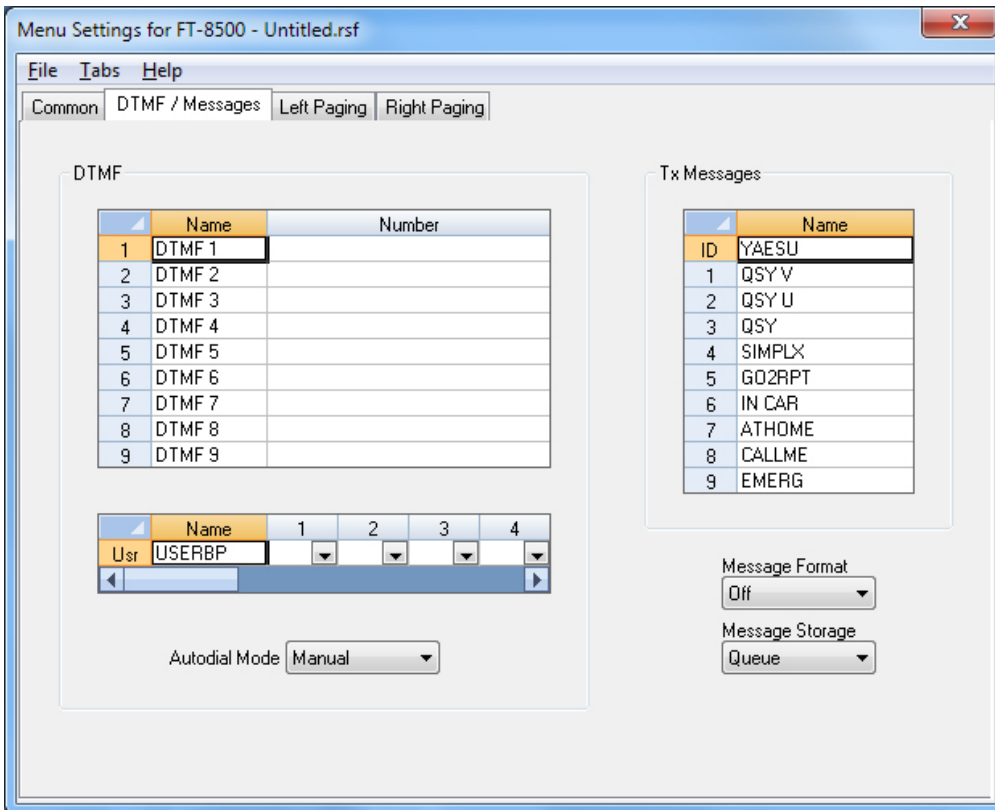 Menu Settings for FT-8500 - Untitled.rsf
File Tabs Help
Common DTMF / Messages Left Paging Right Paging
DTMF
Name Number
1 DTMF 1
2 DTMF 2
3 DTMF 3
4 DTMF 4
5 DTMF 5
6 DTMF 6
7 DTMF 7
8 DTMF 8
9 DTMF 9
Name 1 2 3 4
Usr USERBP
Autodial Mode Manual
Tx Messages
Name
ID YAESU
1 QSY V
2 QSY U
3 QSY
4 SIMPLX
5 GO2RPT
6 IN CAR
7 ATHOME
8 CALLME
9 EMERG
Message Format
Off
Message Storage
Queue